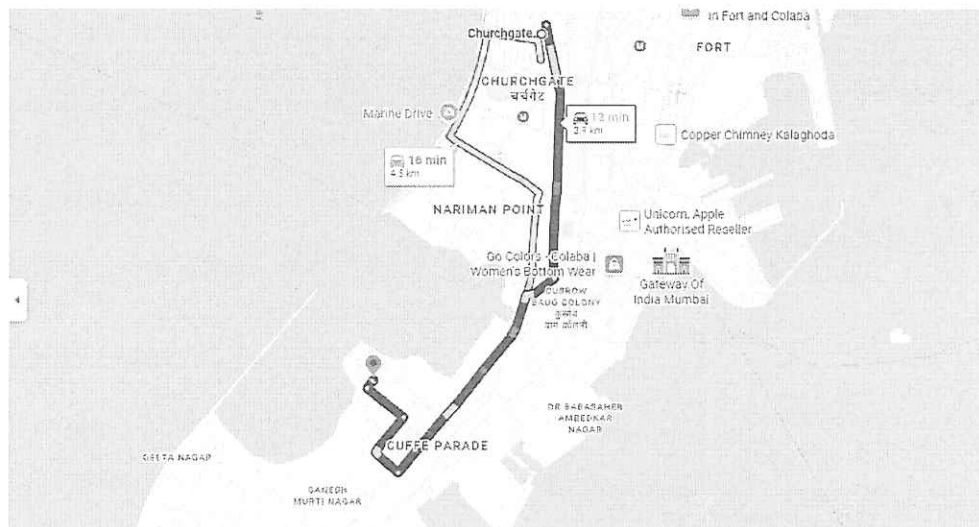 in Fort and Colaba
Churchgate
FORT
CHURCHGATE
चर्चगेट
Marine Drive
12 min
Copper Chimney Kalaghoda
16 min
4.5 km
NARIMAN POINT
Unicorn, Apple
Authorised Reseller
Go Colors - Colaba |
Women's Bottom Wear
Gateway Of
India Mumbai
CUSROW
BAUG COLONY
DR BABASAHEB
AMBEDKAR
NAGAR
CUFFE PARADE
GEETA NAGAR
GANESH
MURTI NAGAR